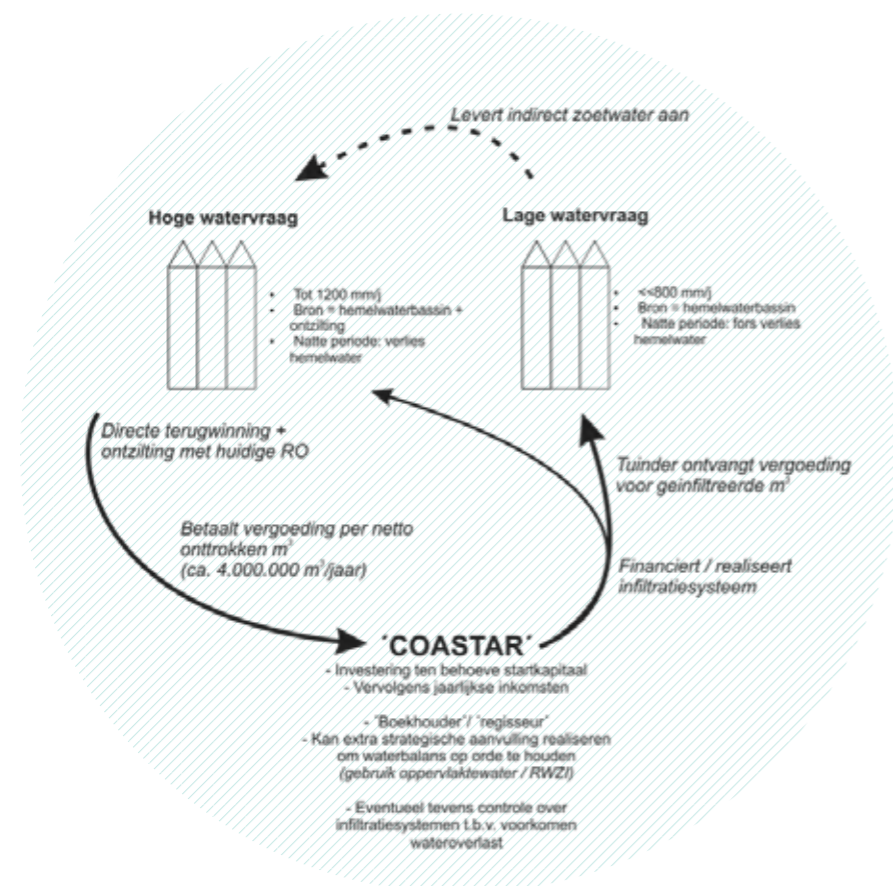 Levert indirect zoetwater aan
Hoge watervraag
• Tot 1200 mm/j
• Bron = hemelwaterbassin +
ontzilting
• Natte periode: verlies
hemelwater
Lage watervraag
• <<800 mm/j
• Bron = hemelwaterbassin
• Natte periode: fors verlies
hemelwater
Directe terugwinning +
ontzilting met huidige RO
Betaalt vergoeding per netto
onttrokken m³
(ca. 4.000.000 m³/jaar)
Tuinder ontvangt vergoeding
voor geinfiltreerde m³
Financiert / realiseert
infiltratiesysteem
´COASTAR´
- Investering ten behoeve startkapitaal
- Vervolgens jaarlijkse inkomsten
- ´Boekhouder´/ ´regisseur´
- Kan extra strategische aanvulling realiseren
om waterbalans op orde te houden
(gebruik oppervlaktewater / RWZI)
- Eventueel tevens controle over
infiltratiesystemen t.b.v. voorkomen
wateroverlast